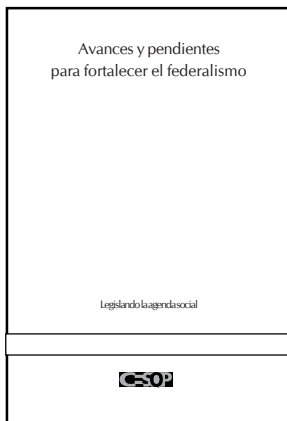 Avances y pendientes
para fortalecer el federalismo
Legislando la agenda social
CESOP